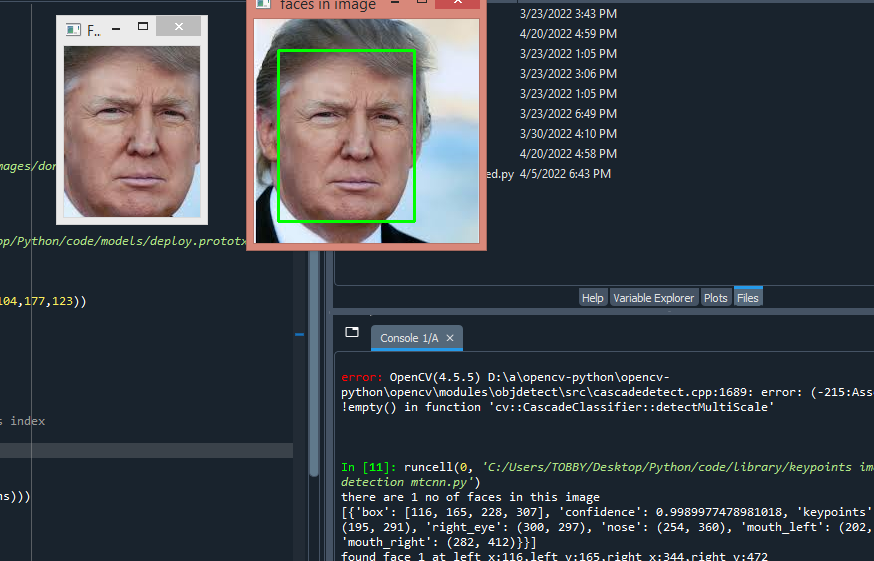 F..
faces in image
3/23/2022 3:43 PM
4/20/2022 4:59 PM
3/23/2022 1:05 PM
3/23/2022 3:06 PM
3/23/2022 1:05 PM
3/23/2022 6:49 PM
3/30/2022 4:10 PM
4/20/2022 4:58 PM
ed.py 4/5/2022 6:43 PM
mages/dor
op/Python/code/models/deploy.prototx
104,177,123))
s index
ns)))
Help Variable Explorer Plots Files
Console 1/A
error: OpenCV(4.5.5) D:\a\opencv-python\opencv-
python\opencv\modules\objdetect\src\cascadedetect.cpp:1689: error: (-215:Asse
!empty() in function 'cv::CascadeClassifier::detectMultiScale'
In [11]: runcell(0, 'C:/Users/TOBBY/Desktop/Python/code/library/keypoints im
detection mtcnn.py')
there are 1 no of faces in this image
[{'box': [116, 165, 228, 307], 'confidence': 0.9989977478981018, 'keypoints'
(195, 291), 'right_eye': (300, 297), 'nose': (254, 360), 'mouth_left': (202,
'mouth_right': (282, 412)}}]
found face 1 at left x:116,left y:165,right x:344,right y:472